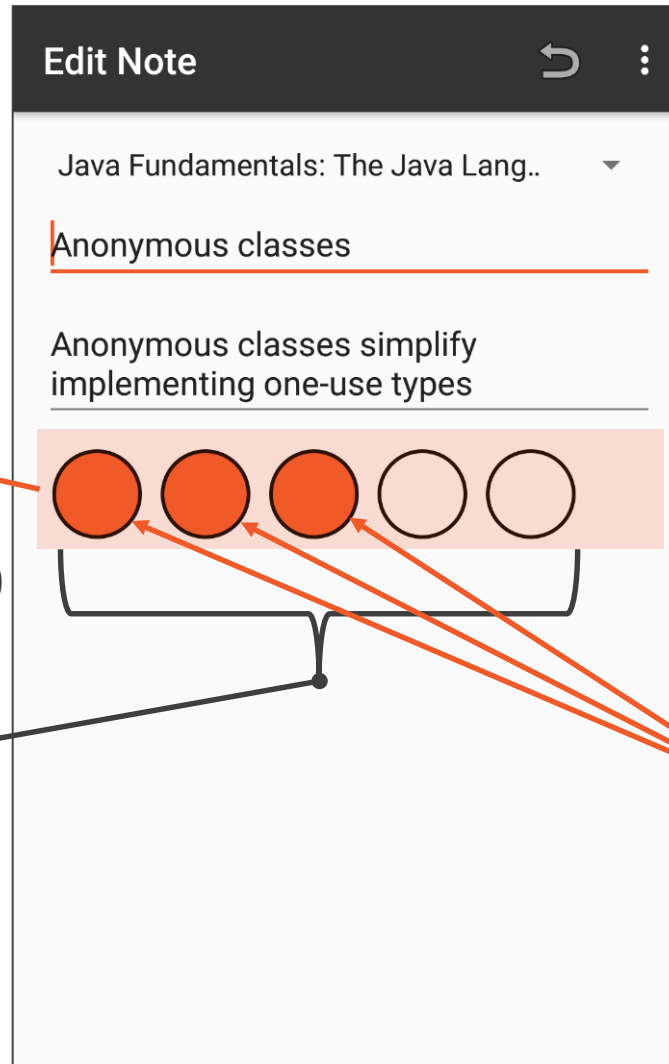 Edit Note
Java Fundamentals: The Java Lang..
Anonymous classes
Anonymous classes simplify
implementing one-use types